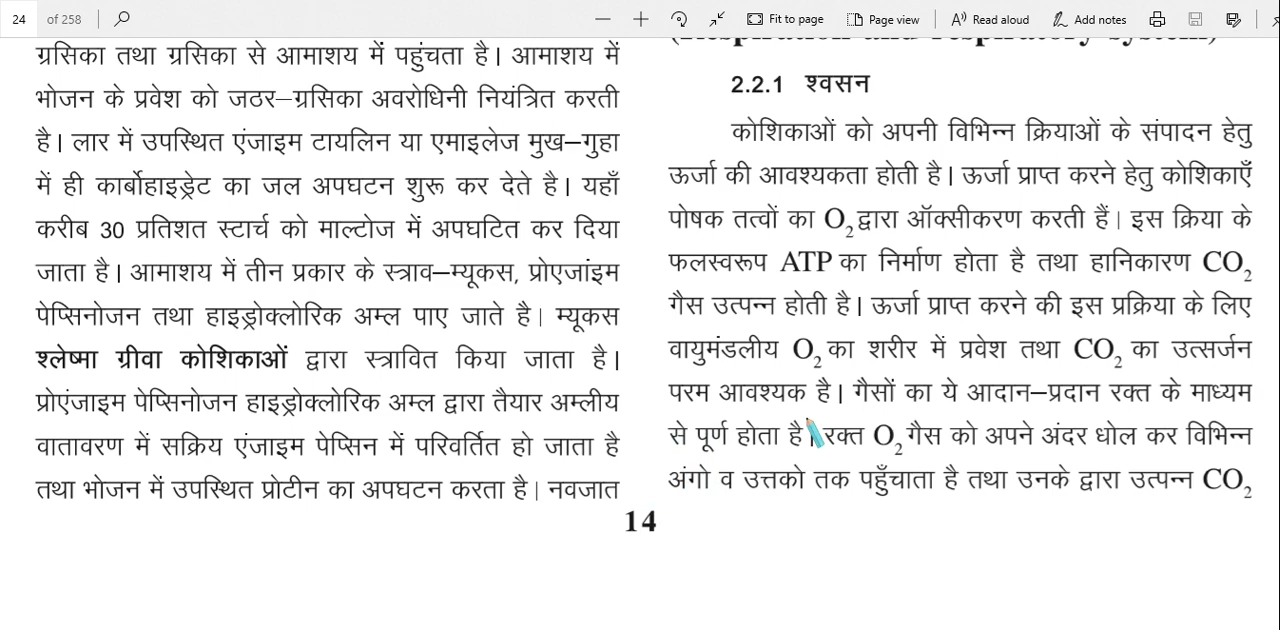 24 of 258
Fit to page
Page view
Read aloud
Add notes
ग्रसिका तथा ग्रसिका से आमाशय में पहुंचता है। आमाशय में
भोजन के प्रवेश को जठर–ग्रसिका अवरोधिनी नियंत्रित करती
है। लार में उपस्थित एंजाइम टायलिन या एमाइलेज मुख–गुहा
में ही कार्बोहाइड्रेट का जल अपघटन शुरू कर देते है। यहाँ
करीब 30 प्रतिशत स्टार्च को माल्टोज में अपघटित कर दिया
जाता है। आमाशय में तीन प्रकार के स्त्राव–म्यूकस, प्रोएजांइम
पेप्सिनोजन तथा हाइड्रोक्लोरिक अम्ल पाए जाते है। म्यूकस
श्लेष्मा ग्रीवा कोशिकाओं द्वारा स्त्रावित किया जाता है।
प्रोएंजाइम पेप्सिनोजन हाइड्रोक्लोरिक अम्ल द्वारा तैयार अम्लीय
वातावरण में सक्रिय एंजाइम पेप्सिन में परिवर्तित हो जाता है
तथा भोजन में उपस्थित प्रोटीन का अपघटन करता है। नवजात
(Respiration and respiratory system)
2.2.1 श्वसन
कोशिकाओं को अपनी विभिन्न क्रियाओं के संपादन हेतु
ऊर्जा की आवश्यकता होती है। ऊर्जा प्राप्त करने हेतु कोशिकाएँ
पोषक तत्वों का O₂ द्वारा ऑक्सीकरण करती हैं। इस क्रिया के
फलस्वरूप ATP का निर्माण होता है तथा हानिकारण CO₂
गैस उत्पन्न होती है। ऊर्जा प्राप्त करने की इस प्रक्रिया के लिए
वायुमंडलीय O₂ का शरीर में प्रवेश तथा CO₂ का उत्सर्जन
परम आवश्यक है। गैसों का ये आदान–प्रदान रक्त के माध्यम
से पूर्ण होता है। रक्त O₂ गैस को अपने अंदर धोल कर विभिन्न
अंगो व उत्तको तक पहुँचाता है तथा उनके द्वारा उत्पन्न CO₂
14